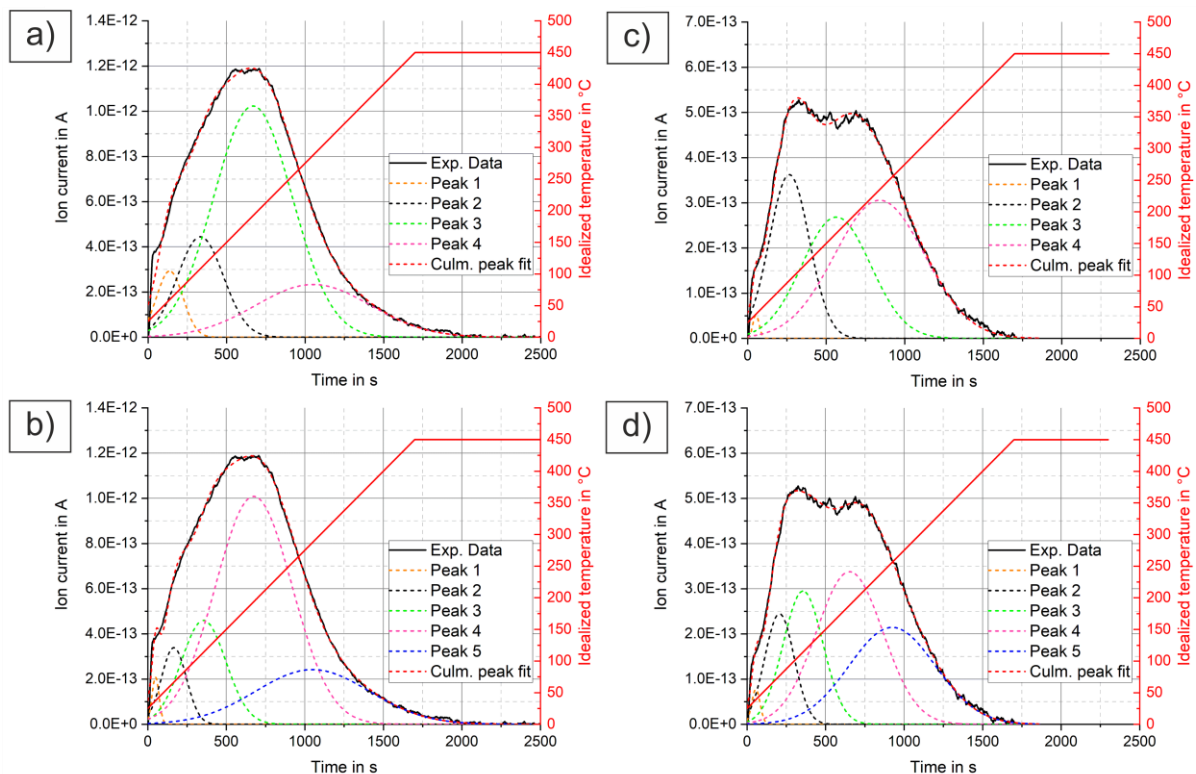 a)
1.4E-12
1.2E-12
1.0E-12
8.0E-13
6.0E-13
4.0E-13
2.0E-13
0.0E+0
Ion current in A
500
450
400
350
300
250
200
150
100
50
0
Idealized temperature in °C
Exp. Data
Peak 1
Peak 2
Peak 3
Peak 4
Culm. peak fit
0 500 1000 1500 2000 2500
Time in s
c)
7.0E-13
6.0E-13
5.0E-13
4.0E-13
3.0E-13
2.0E-13
1.0E-13
0.0E+0
Ion current in A
500
450
400
350
300
250
200
150
100
50
0
Idealized temperature in °C
Exp. Data
Peak 1
Peak 2
Peak 3
Peak 4
Culm. peak fit
0 500 1000 1500 2000 2500
Time in s
b)
1.4E-12
1.2E-12
1.0E-12
8.0E-13
6.0E-13
4.0E-13
2.0E-13
0.0E+0
Ion current in A
500
450
400
350
300
250
200
150
100
50
0
Idealized temperature in °C
Exp. Data
Peak 1
Peak 2
Peak 3
Peak 4
Peak 5
Culm. peak fit
0 500 1000 1500 2000 2500
Time in s
d)
7.0E-13
6.0E-13
5.0E-13
4.0E-13
3.0E-13
2.0E-13
1.0E-13
0.0E+0
Ion current in A
500
450
400
350
300
250
200
150
100
50
0
Idealized temperature in °C
Exp. Data
Peak 1
Peak 2
Peak 3
Peak 4
Peak 5
Culm. peak fit
0 500 1000 1500 2000 2500
Time in s